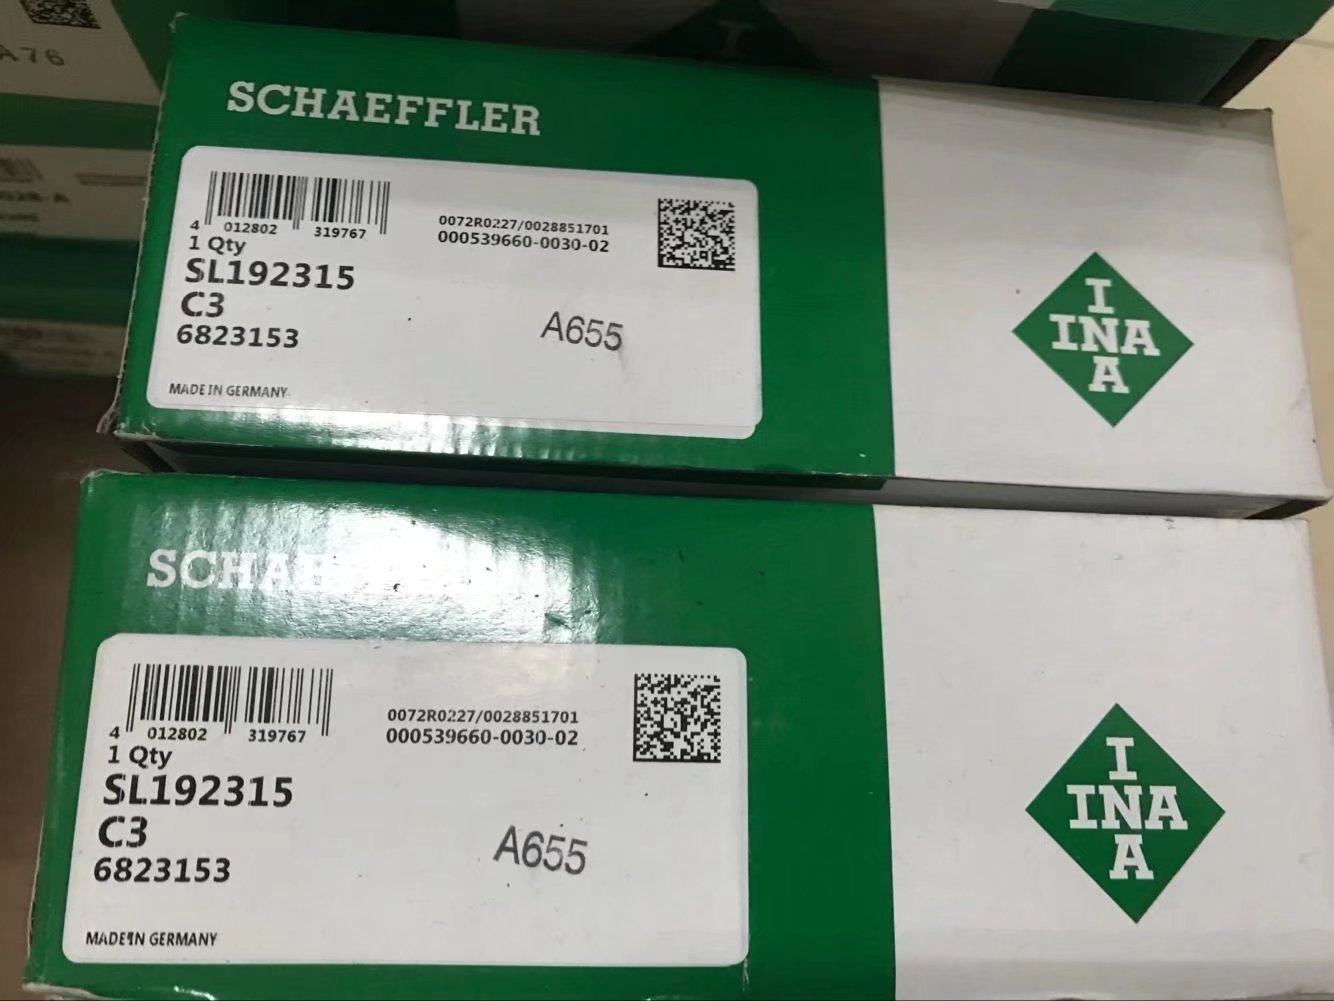 A76
SCHAEFFLER
4 012802 319767
0072R0227/0028851701
000539660-0030-02
1 Qty
SL192315
C3
6823153
A655
MADE IN GERMANY
I
INA
A
4 012802 319767
0072R0227/0028851701
000539660-0030-02
1 Qty
SL192315
C3
6823153
A655
MADE IN GERMANY
I
INA
A